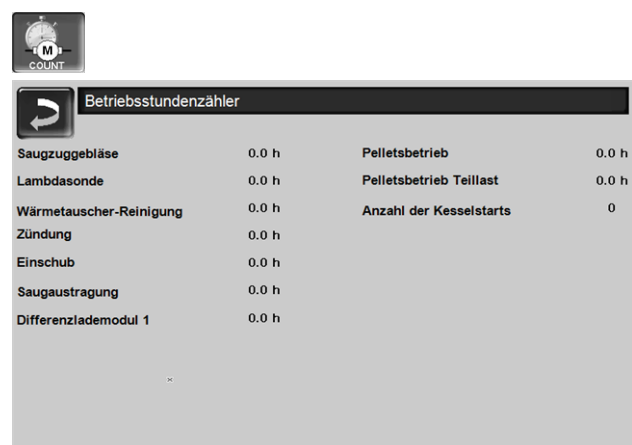 M
COUNT
Betriebsstundenzähler
Saugzuggebläse 0.0 h
Lambdasonde 0.0 h
Wärmetauscher-Reinigung 0.0 h
Zündung 0.0 h
Einschub 0.0 h
Saugaustragung 0.0 h
Differenzlademodul 1 0.0 h
Pelletsbetrieb 0.0 h
Pelletsbetrieb Teillast 0.0 h
Anzahl der Kesselstarts 0